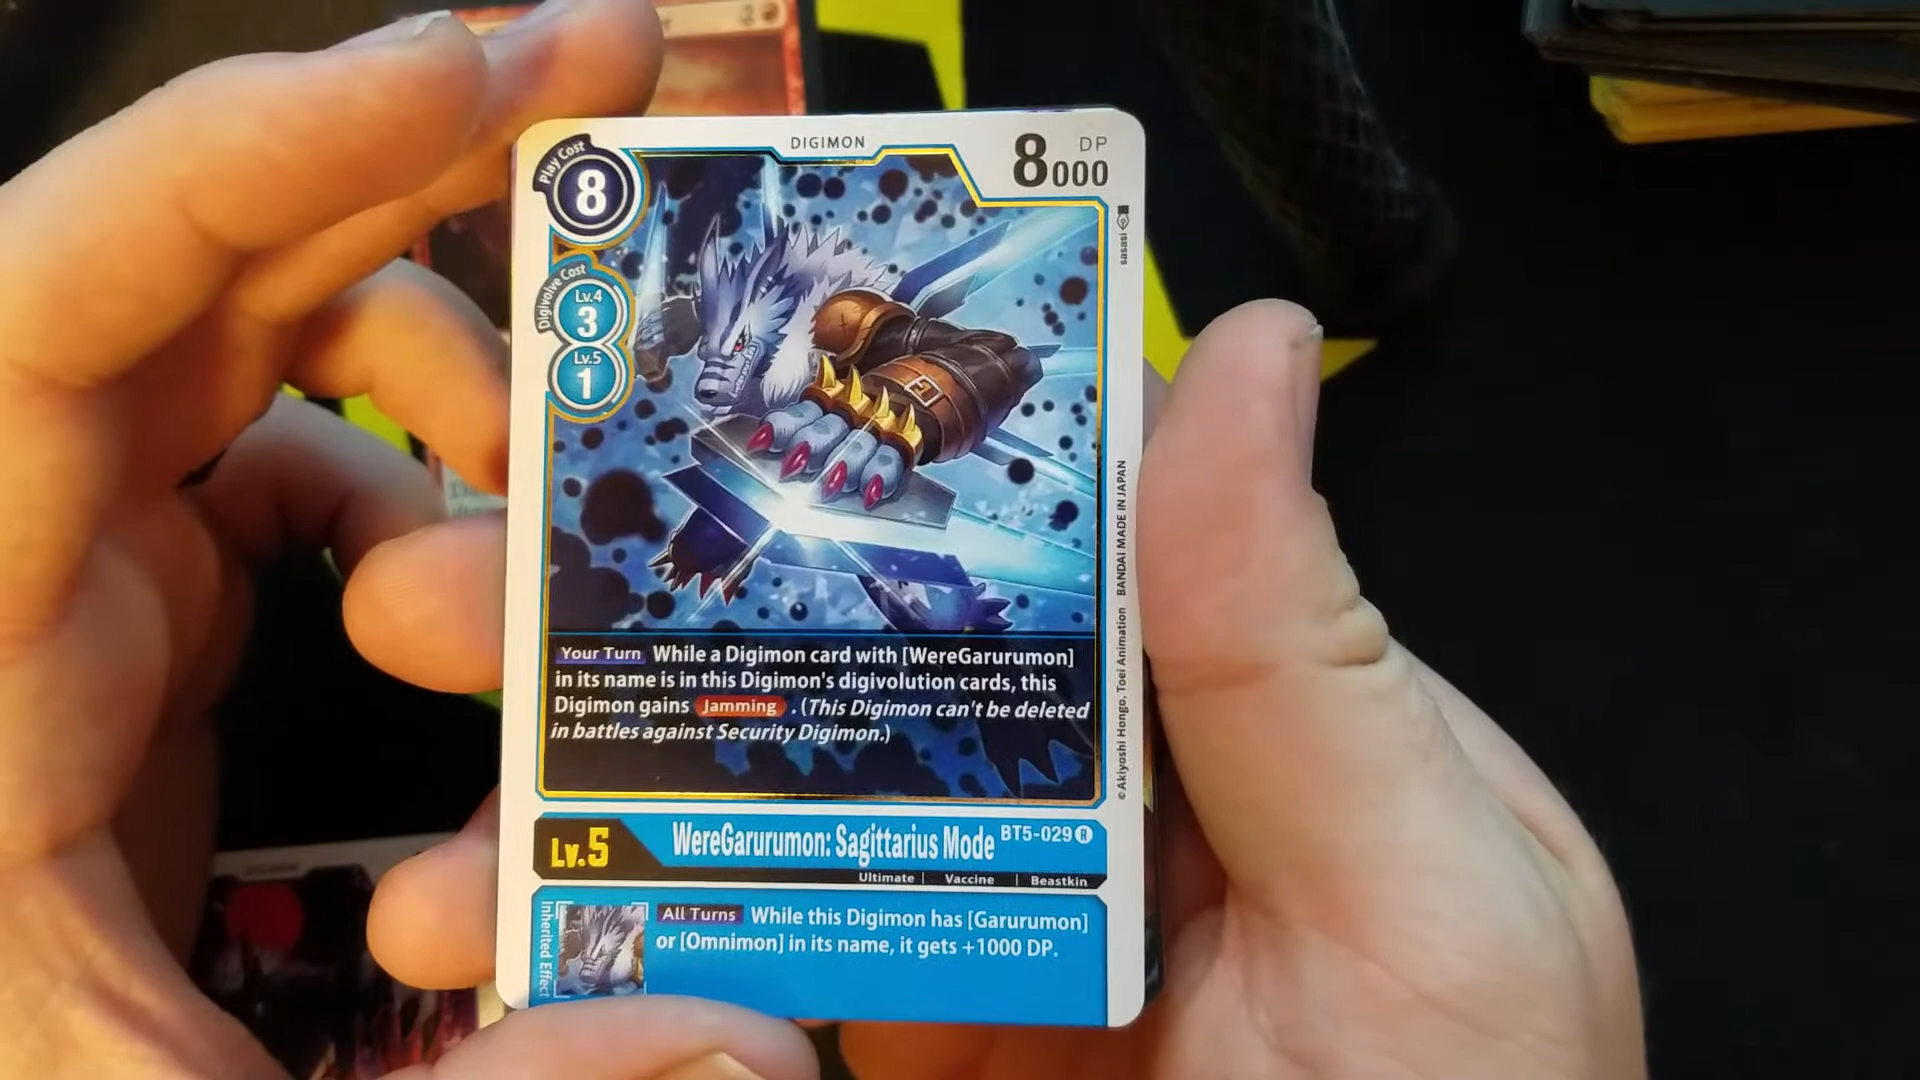 DIGIMON
Play Cost
8
DP
8000
Digivolve Cost
Lv.4
3
Lv.5
1
sasasi
©Akiyoshi Hongo, Toei Animation BANDAI MADE IN JAPAN
Your Turn While a Digimon card with [WereGarurumon]
in its name is in this Digimon's digivolution cards, this
Digimon gains Jamming . (This Digimon can't be deleted
in battles against Security Digimon.)
Lv.5
WereGarurumon: Sagittarius Mode BT5-029 R
Ultimate | Vaccine | Beastkin
Inherited Effect
All Turns While this Digimon has [Garurumon]
or [Omnimon] in its name, it gets +1000 DP.